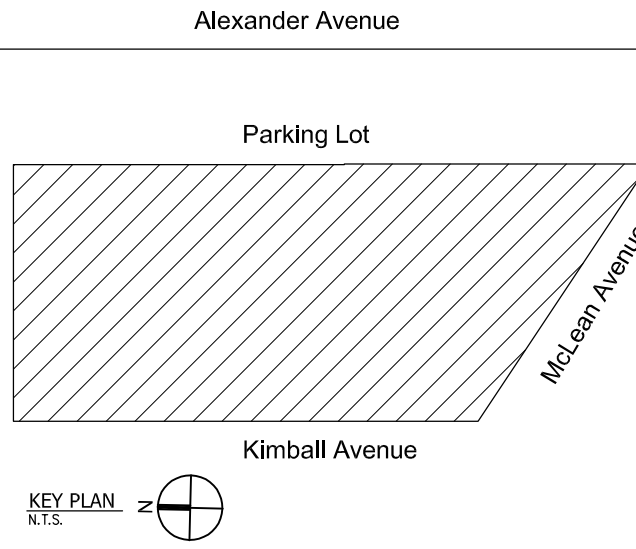 Alexander Avenue
Parking Lot
McLean Avenue
Kimball Avenue
KEY PLAN
N.T.S.
N